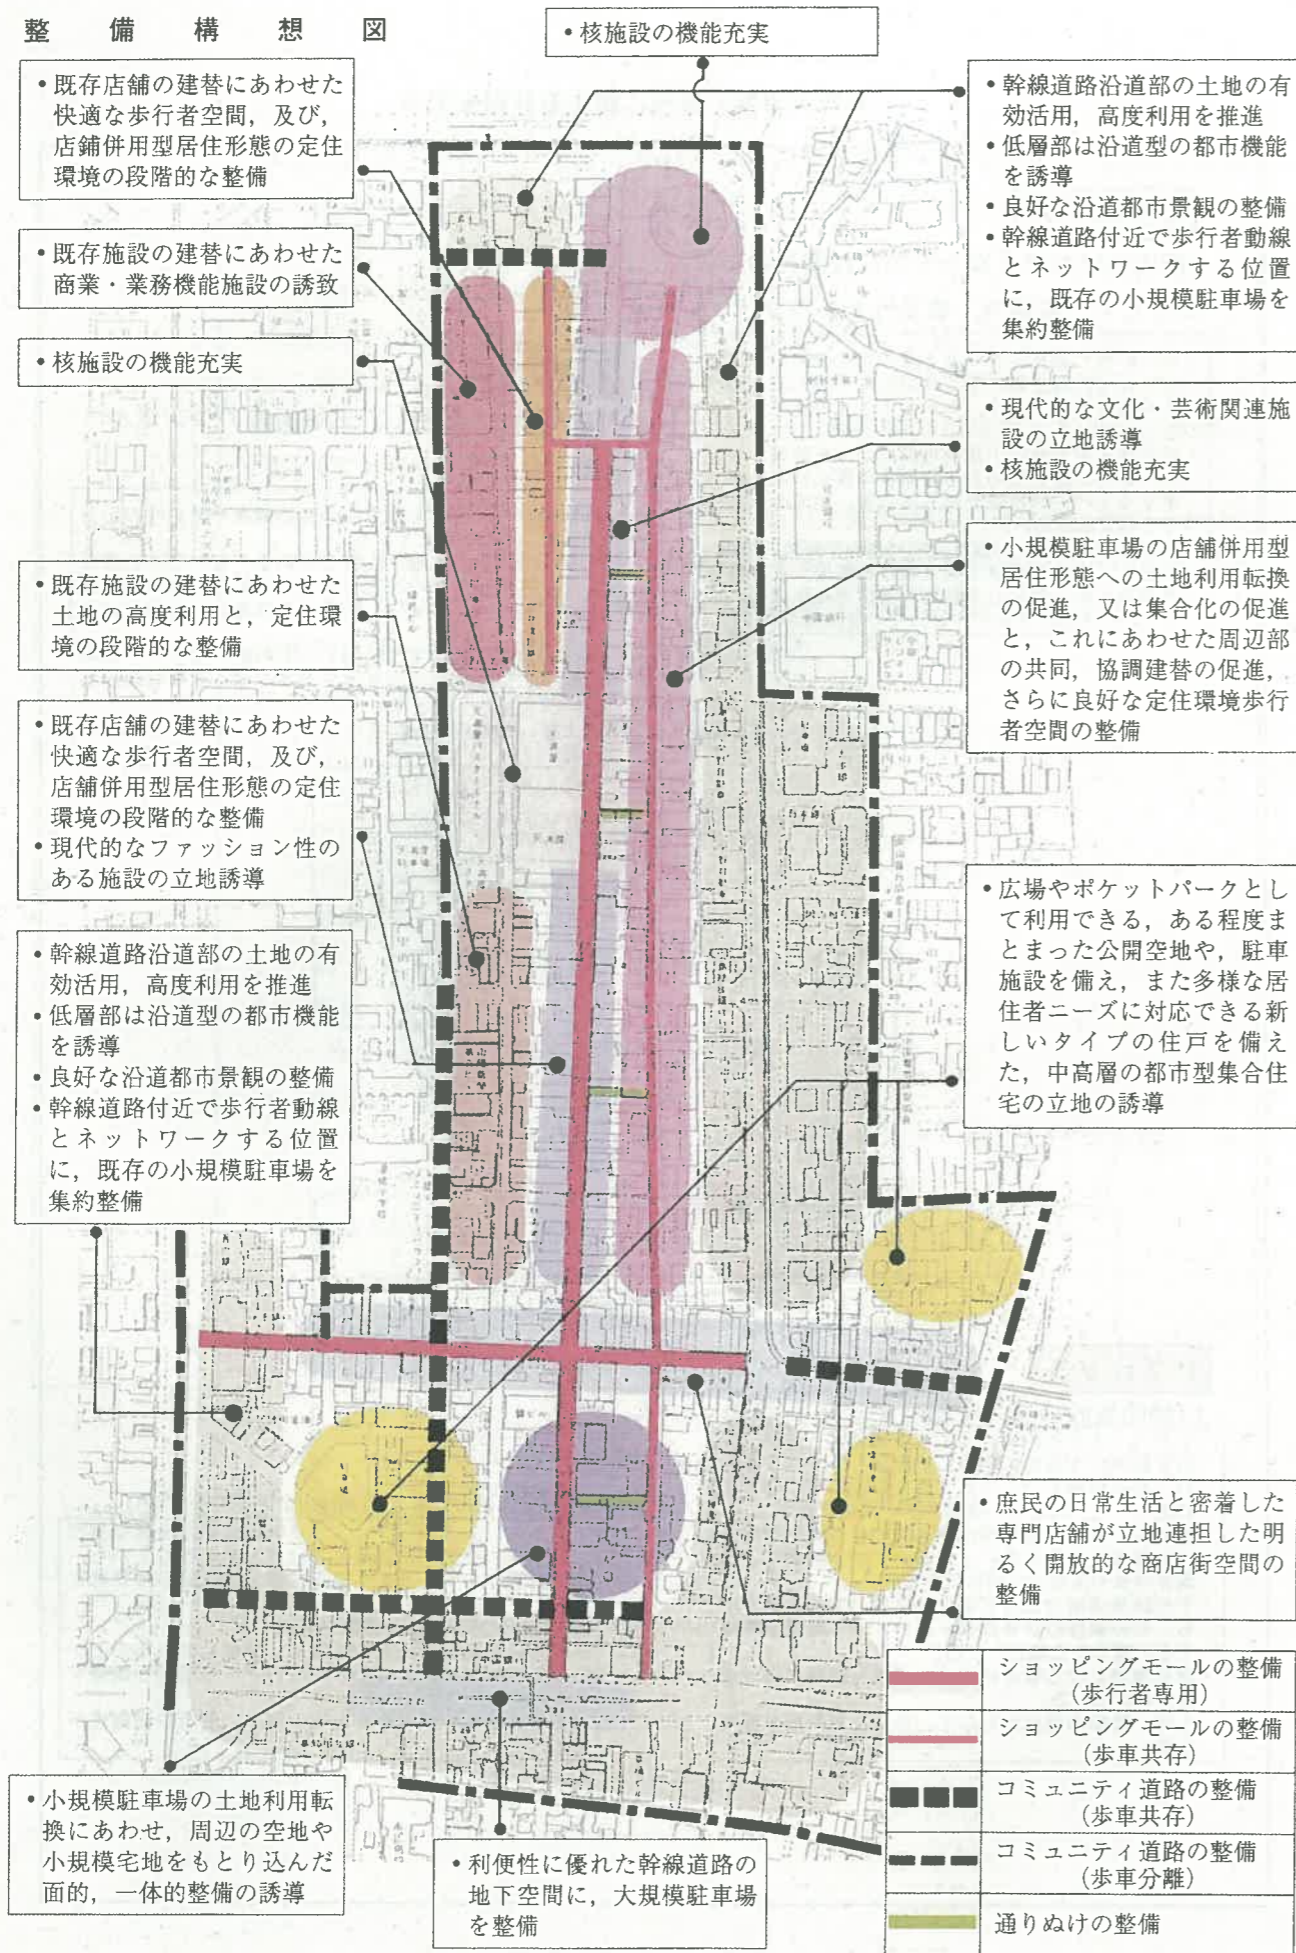 整備構想図
・核施設の機能充実
・既存店舗の建替にあわせた
快適な歩行者空間，及び，
店鋪併用型居住形態の定住
環境の段階的な整備
・既存施設の建替にあわせた
商業・業務機能施設の誘致
・核施設の機能充実
・既存施設の建替にあわせた
土地の高度利用と，定住環
境の段階的な整備
・既存店舗の建替にあわせた
快適な歩行者空間，及び，
店舗併用型居住形態の定住
環境の段階的な整備
・現代的なファッション性の
ある施設の立地誘導
・幹線道路沿道部の土地の有
効活用，高度利用を推進
・低層部は沿道型の都市機能
を誘導
・良好な沿道都市景観の整備
・幹線道路付近で歩行者動線
とネットワークする位置
に，既存の小規模駐車場を
集約整備
・幹線道路沿道部の土地の有
効活用，高度利用を推進
・低層部は沿道型の都市機能
を誘導
・良好な沿道都市景観の整備
・幹線道路付近で歩行者動線
とネットワークする位置
に，既存の小規模駐車場を
集約整備
・現代的な文化・芸術関連施
設の立地誘導
・核施設の機能充実
・小規模駐車場の店舗併用型
居住形態への土地利用転換
の促進，又は集合化の促進
と，これにあわせた周辺部
の共同，協調建替の促進，
さらに良好な定住環境歩行
者空間の整備
・広場やポケットパークとし
て利用できる，ある程度ま
とまった公開空地や，駐車
施設を備え，また多様な居
住者ニーズに対応できる新
しいタイプの住戸を備え
た，中高層の都市型集合住
宅の立地の誘導
・庶民の日常生活と密着した
専門店舗が立地連担した明
るく開放的な商店街空間の
整備
・小規模駐車場の土地利用転
換にあわせ，周辺の空地や
小規模宅地をもとり込んだ
面的，一体的整備の誘導
・利便性に優れた幹線道路の
地下空間に，大規模駐車場
を整備
中国銀行
ショッピングモールの整備
（歩行者専用）
ショッピングモールの整備
（歩車共存）
コミュニティ道路の整備
（歩車共存）
コミュニティ道路の整備
（歩車分離）
通りぬけの整備